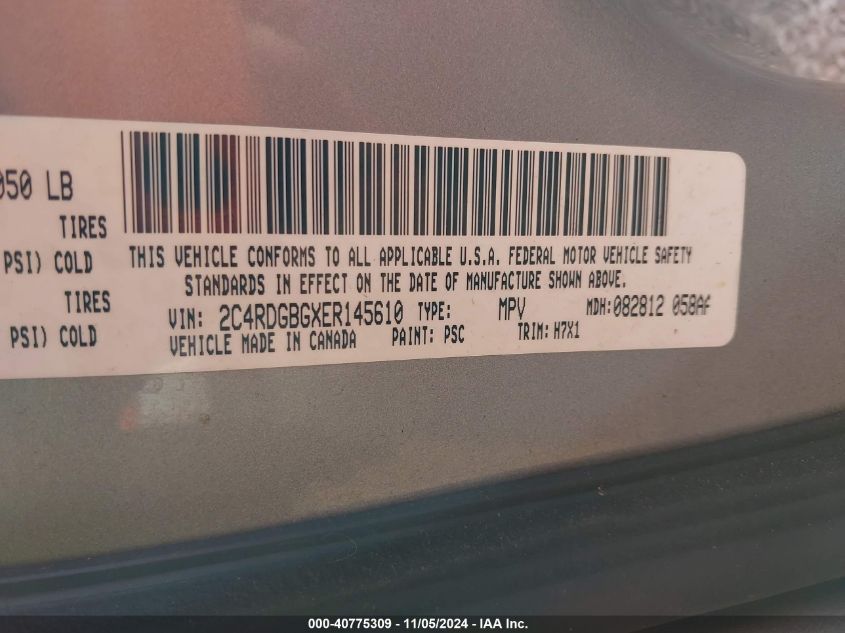 050 LB
TIRES
PSI) COLD
TIRES
PSI) COLD
THIS VEHICLE CONFORMS TO ALL APPLICABLE U.S.A. FEDERAL MOTOR VEHICLE SAFETY
STANDARDS IN EFFECT ON THE DATE OF MANUFACTURE SHOWN ABOVE.
VIN: 2C4RDGBGXER145610 TYPE: MPV MDH:082812 058AF
VEHICLE MADE IN CANADA PAINT: PSC TRIM: H7X1
000-40775309 - 11/05/2024 - IAA Inc.